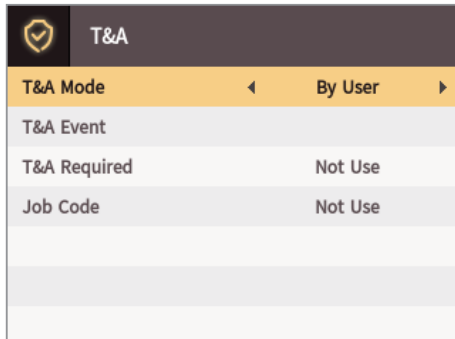 T&A
T&A Mode By User
T&A Event
T&A Required Not Use
Job Code Not Use